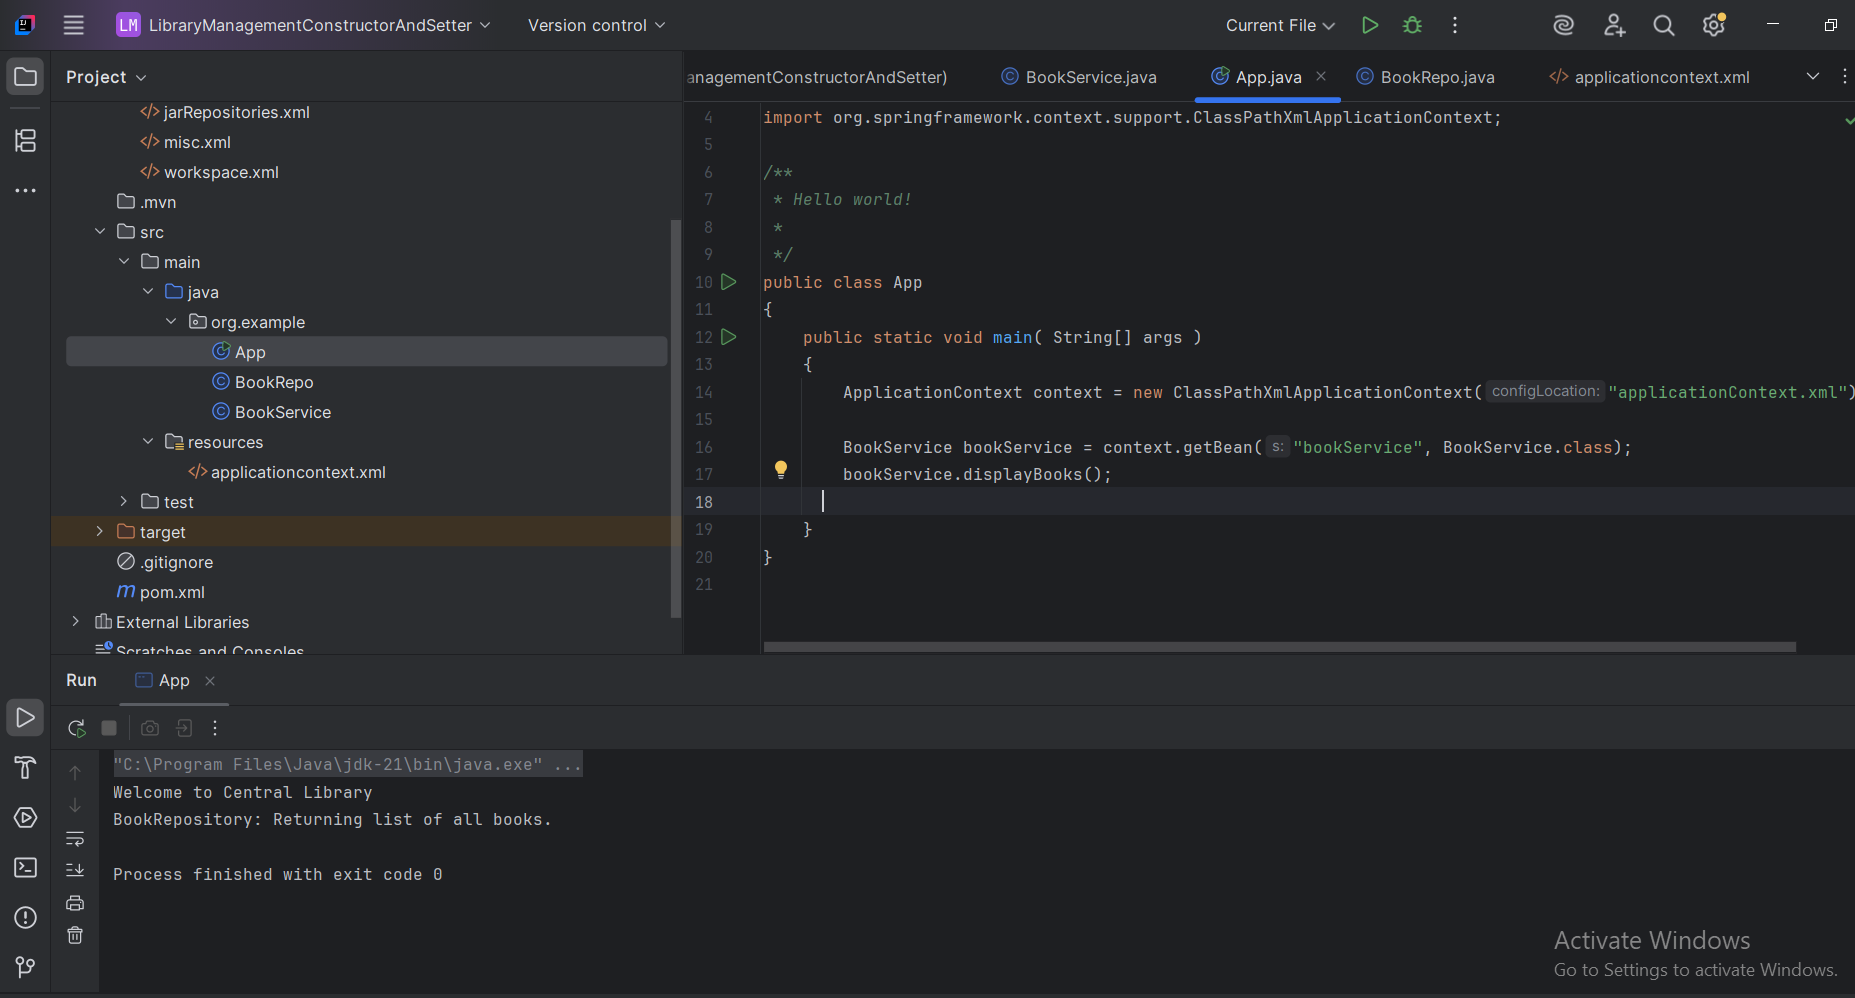 LM LibraryManagementConstructorAndSetter Version control Current File
Project
anagementConstructorAndSetter) BookService.java App.java BookRepo.java applicationcontext.xml
jarRepositories.xml
misc.xml
workspace.xml
.mvn
src
main
java
org.example
App
BookRepo
BookService
resources
applicationcontext.xml
test
target
.gitignore
pom.xml
External Libraries
Scratches and Consoles
4 import org.springframework.context.support.ClassPathXmlApplicationContext;
5
6 /**
7 * Hello world!
8 *
9 */
10 public class App
11 {
12 public static void main( String[] args )
13 {
14 ApplicationContext context = new ClassPathXmlApplicationContext( configLocation: "applicationContext.xml")
15
16 BookService bookService = context.getBean( s: "bookService", BookService.class);
17 bookService.displayBooks();
18
19 }
20 }
21
Run App
"C:\Program Files\Java\jdk-21\bin\java.exe" ...
Welcome to Central Library
BookRepository: Returning list of all books.
Process finished with exit code 0
Activate Windows
Go to Settings to activate Windows.